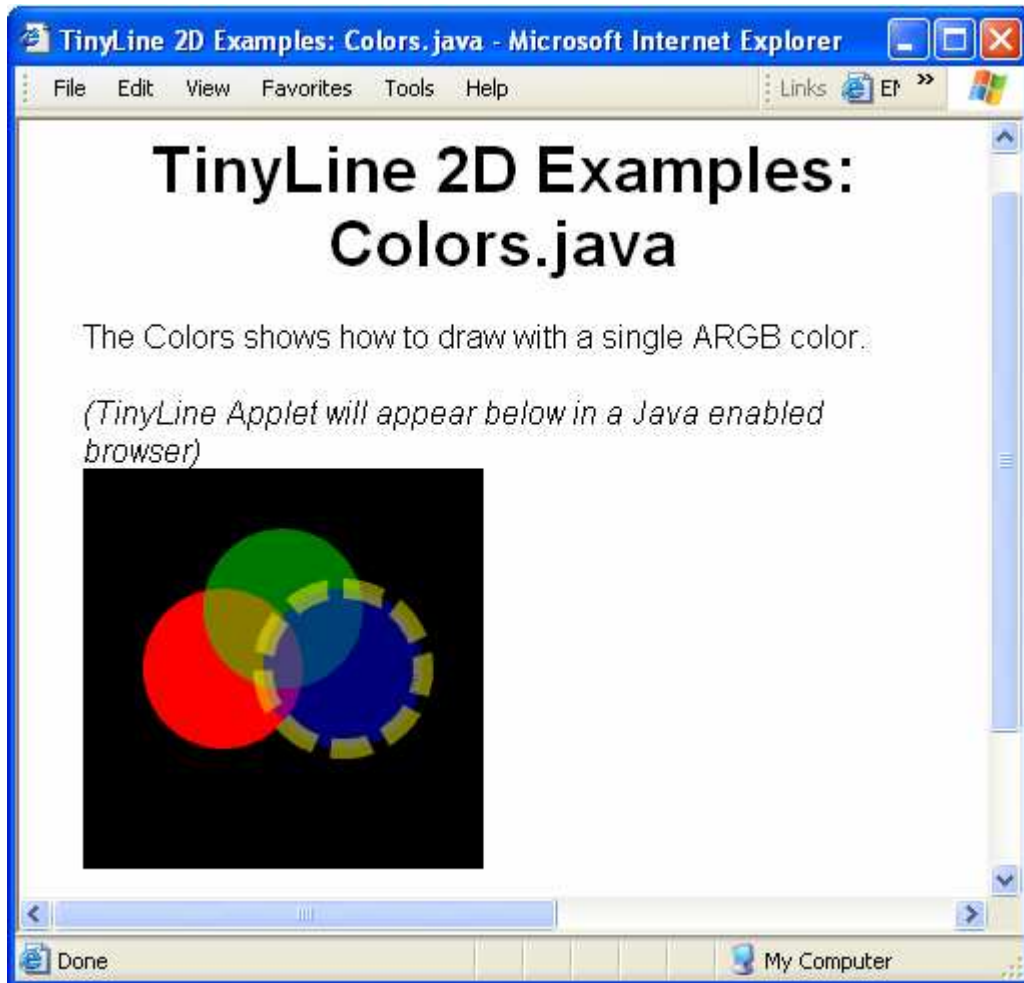 TinyLine 2D Examples: Colors.java - Microsoft Internet Explorer
File Edit View Favorites Tools Help Links »
TinyLine 2D Examples:
Colors.java
The Colors shows how to draw with a single ARGB color.
(TinyLine Applet will appear below in a Java enabled
browser)
Done My Computer